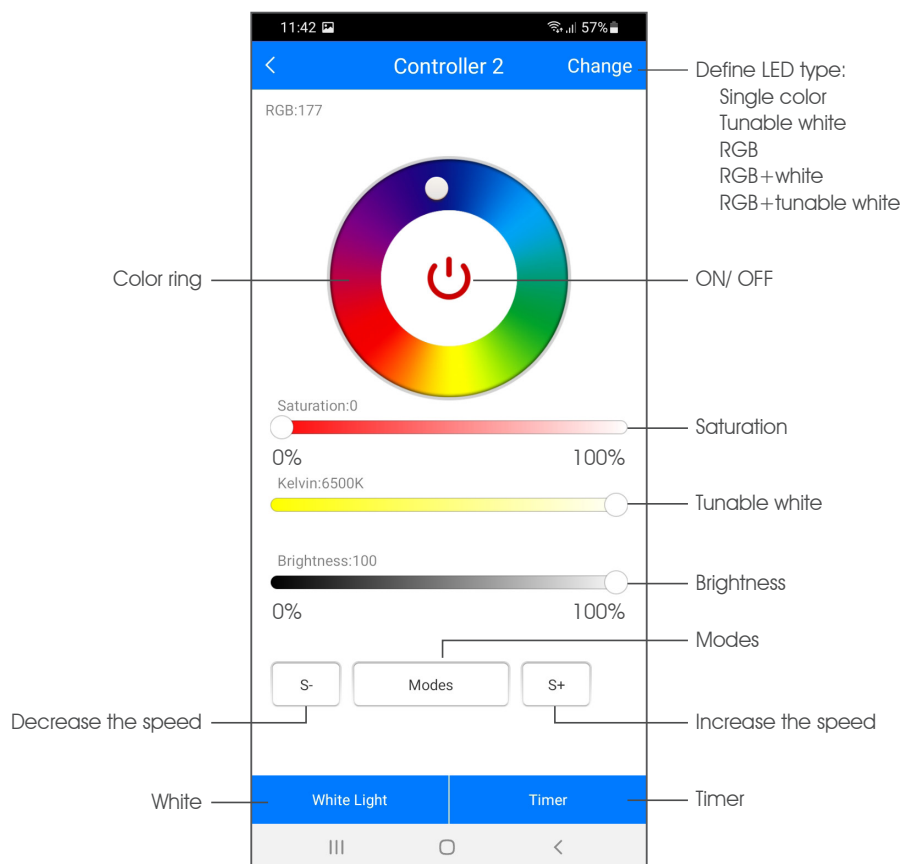 11:42
57%
Controller 2
Change
Define LED type:
Single color
Tunable white
RGB
RGB+white
RGB+tunable white
RGB:177
Color ring
ON/ OFF
Saturation:0
Saturation
0%
100%
Kelvin:6500K
Tunable white
Brightness:100
Brightness
0%
100%
Modes
S-
Modes
S+
Decrease the speed
Increase the speed
White
White Light
Timer
Timer